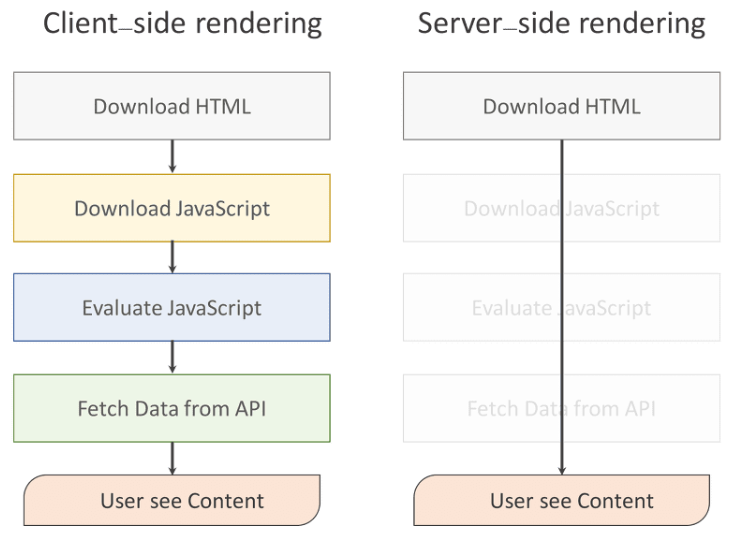 Client–side rendering
Download HTML
Download JavaScript
Evaluate JavaScript
Fetch Data from API
User see Content
Server–side rendering
Download HTML
Download JavaScript
Evaluate JavaScript
Fetch Data from API
User see Content